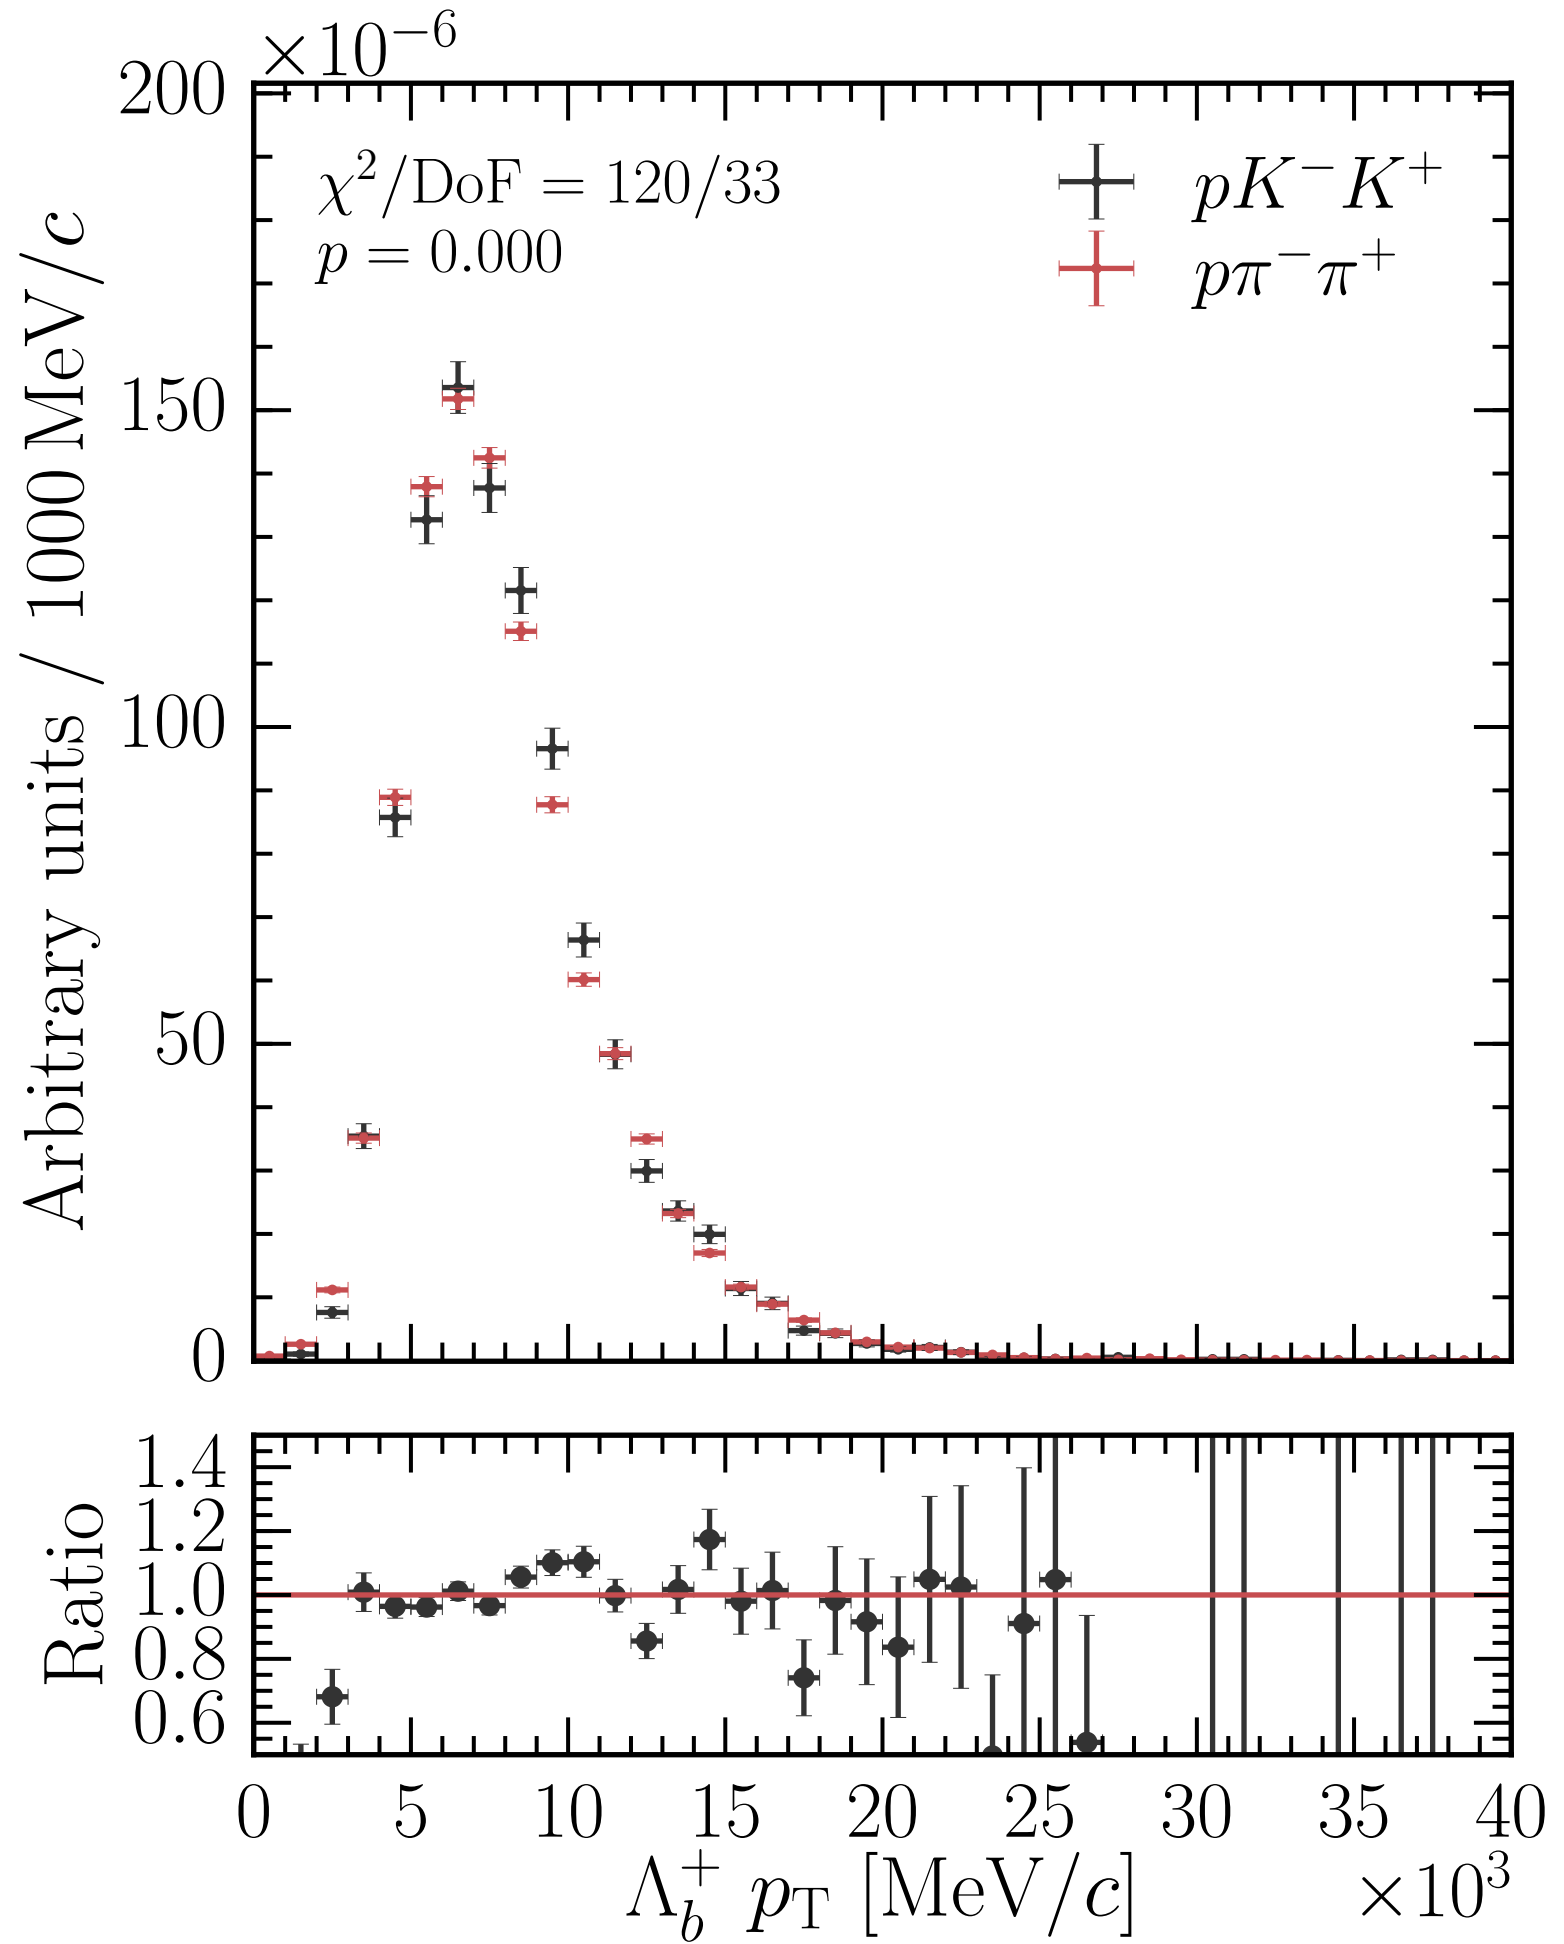 ×10⁻⁶
200
χ²/DoF = 120/33
p = 0.000
pK⁻K⁺
pπ⁻π⁺
150
100
50
0
Arbitrary units / 1000 MeV/c
1.4
1.2
1.0
0.8
0.6
Ratio
0 5 10 15 20 25 30 35 40
Λ_b⁺ p_T [MeV/c]
×10³